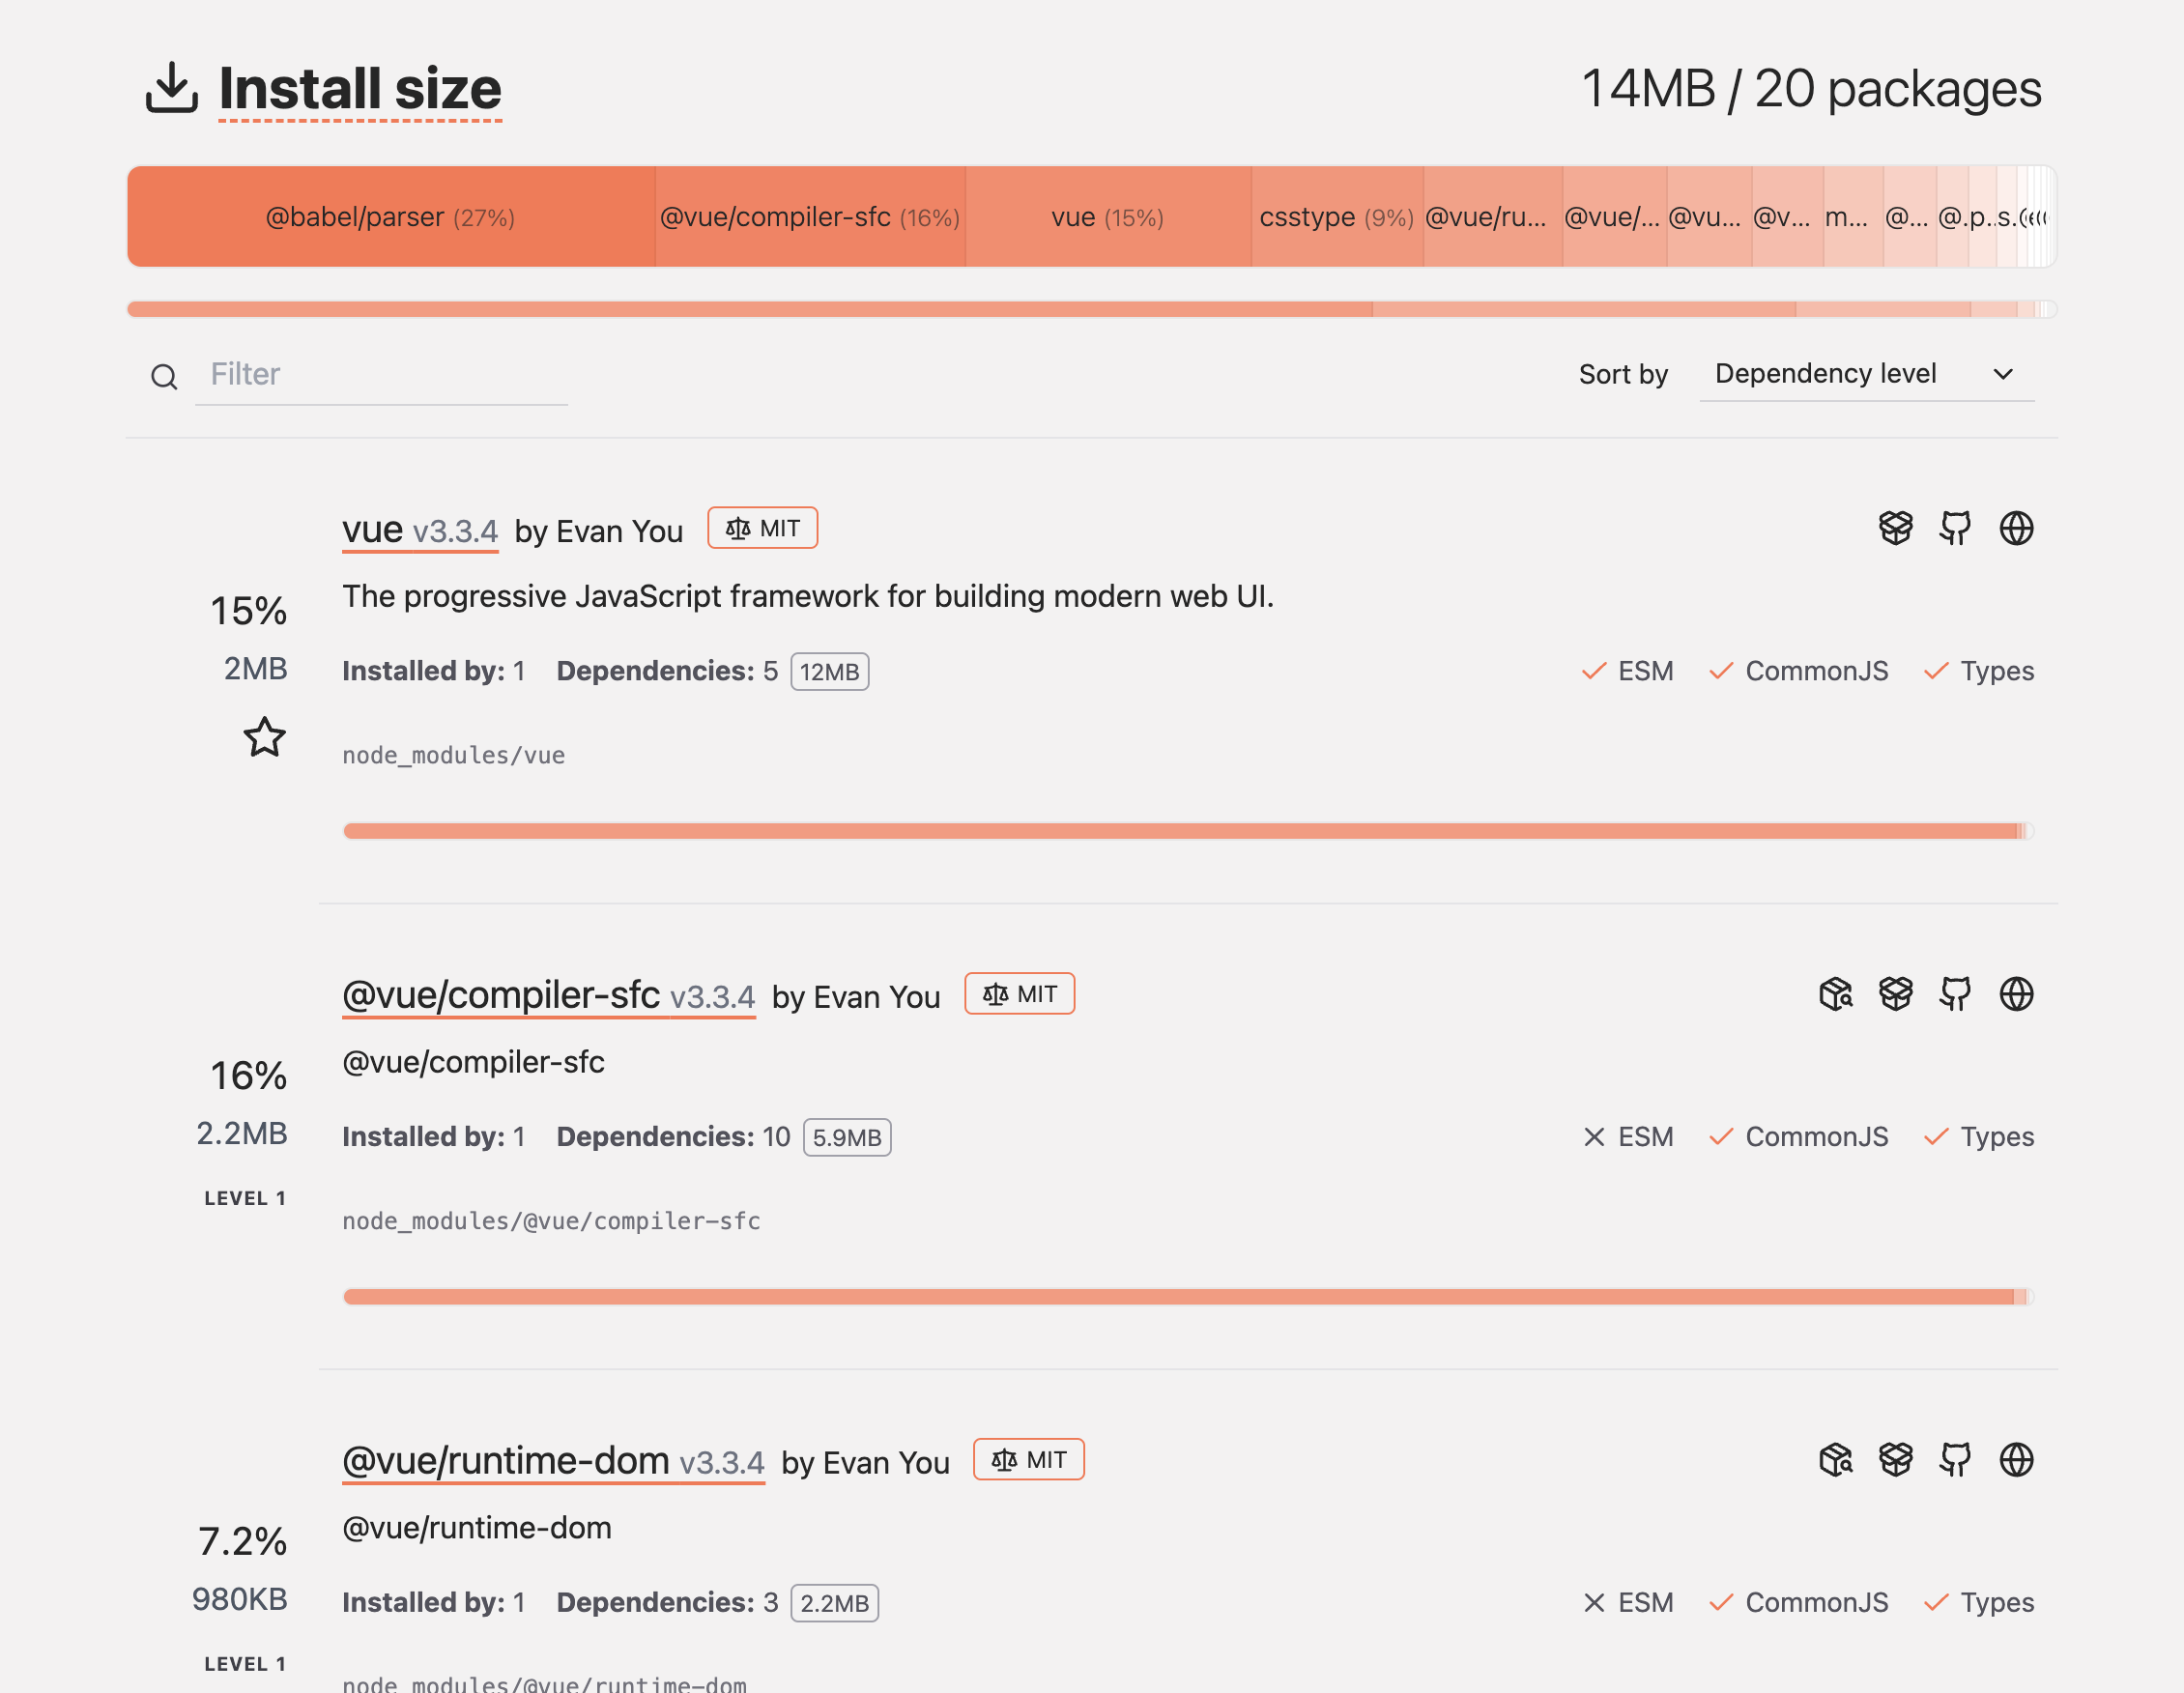 Install size
14MB / 20 packages
@babel/parser (27%) @vue/compiler-sfc (16%) vue (15%) csstype (9%) @vue/ru... @vue/... @vu... @v... m... @... @. p.. s.
Filter
Sort by Dependency level
vue v3.3.4 by Evan You MIT
The progressive JavaScript framework for building modern web UI.
15%
2MB
Installed by: 1 Dependencies: 5 12MB
ESM CommonJS Types
node_modules/vue
@vue/compiler-sfc v3.3.4 by Evan You MIT
@vue/compiler-sfc
16%
2.2MB
Installed by: 1 Dependencies: 10 5.9MB
ESM CommonJS Types
LEVEL 1
node_modules/@vue/compiler-sfc
@vue/runtime-dom v3.3.4 by Evan You MIT
@vue/runtime-dom
7.2%
980KB
Installed by: 1 Dependencies: 3 2.2MB
ESM CommonJS Types
LEVEL 1
node_modules/@vue/runtime-dom